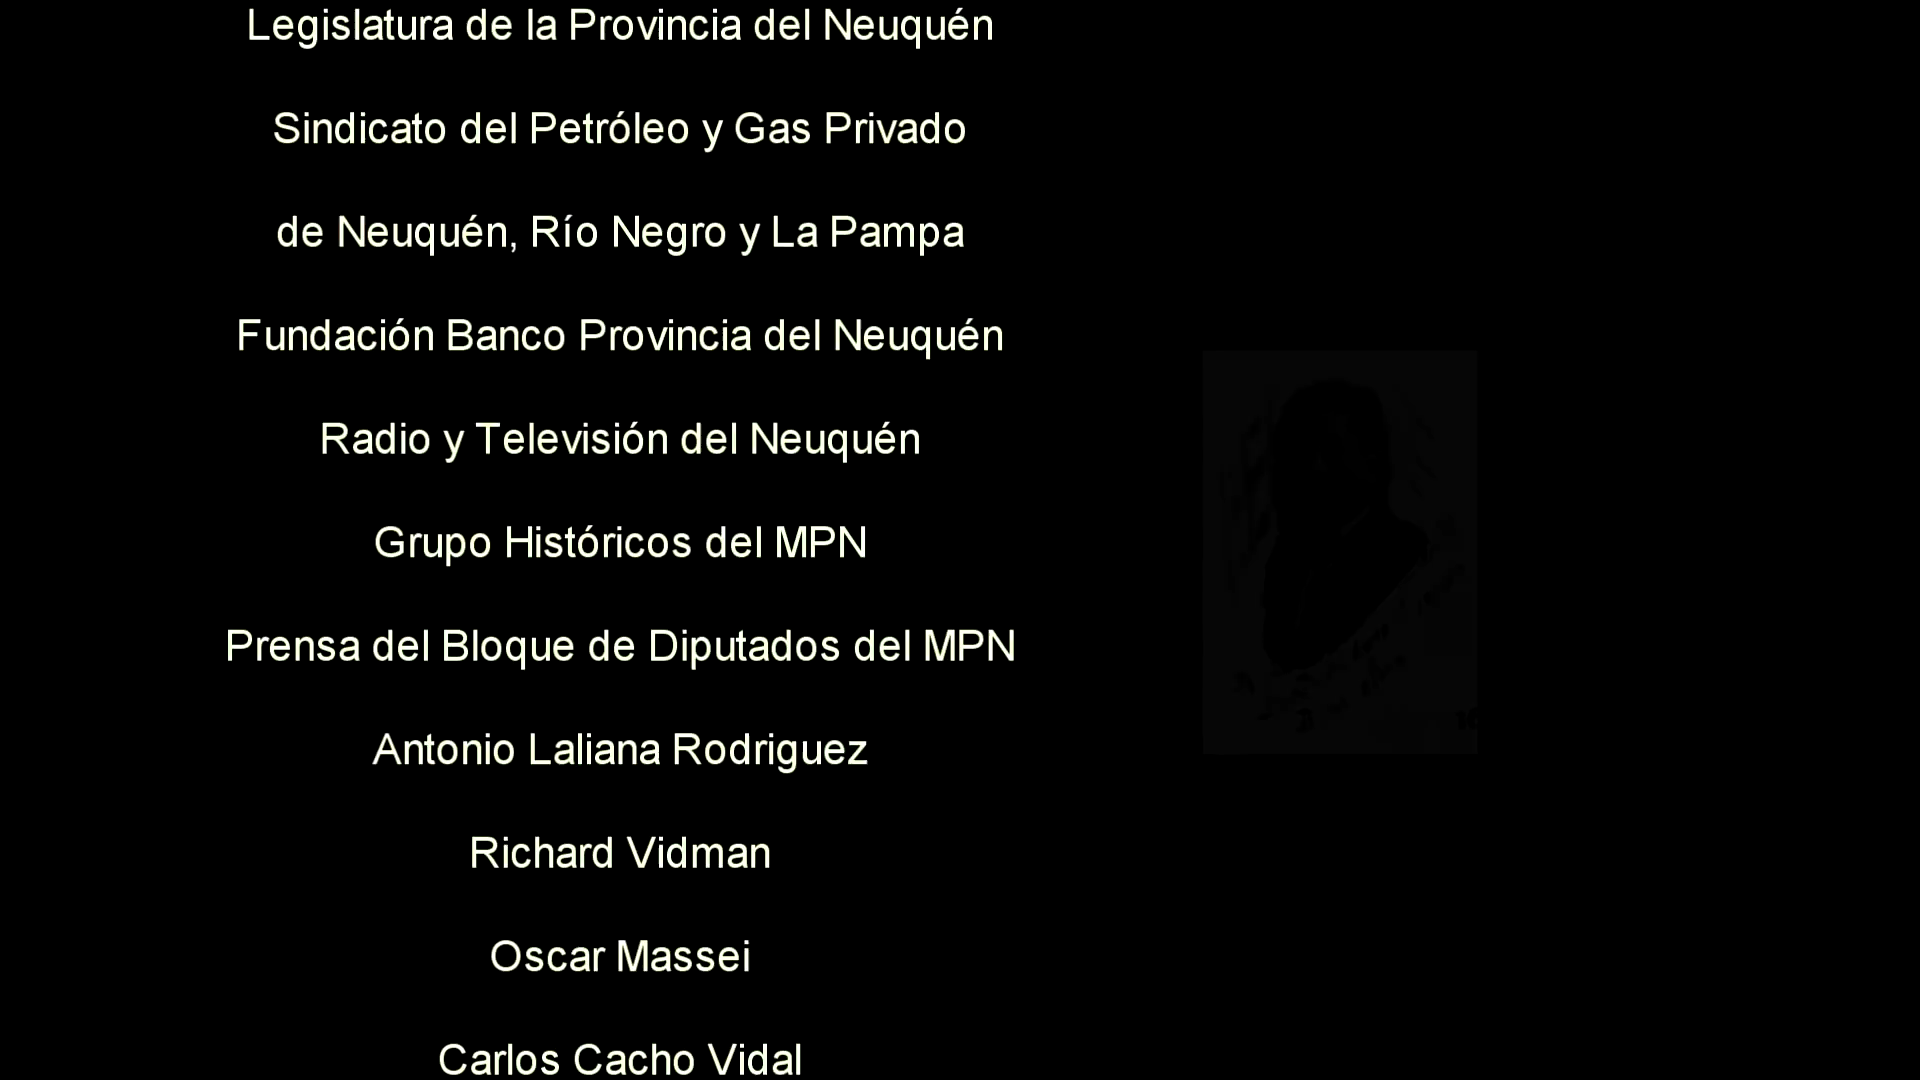 Legislatura de la Provincia del Neuquén
Sindicato del Petróleo y Gas Privado
de Neuquén, Río Negro y La Pampa
Fundación Banco Provincia del Neuquén
Radio y Televisión del Neuquén
Grupo Históricos del MPN
Prensa del Bloque de Diputados del MPN
Antonio Laliana Rodriguez
Richard Vidman
Oscar Massei
Carlos Cacho Vidal